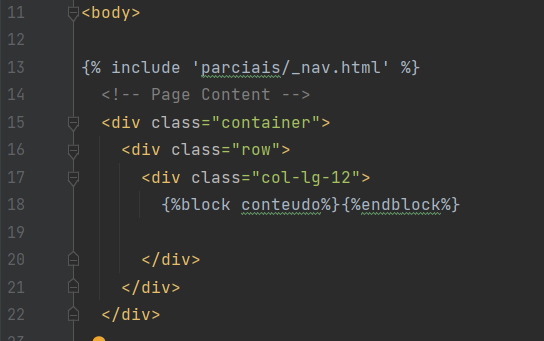 11 <body>
12
13 {% include 'parciais/_nav.html' %}
14 <!-- Page Content -->
15 <div class="container">
16 <div class="row">
17 <div class="col-lg-12">
18 {%block conteudo%}{%endblock%}
19
20 </div>
21 </div>
22 </div>
23